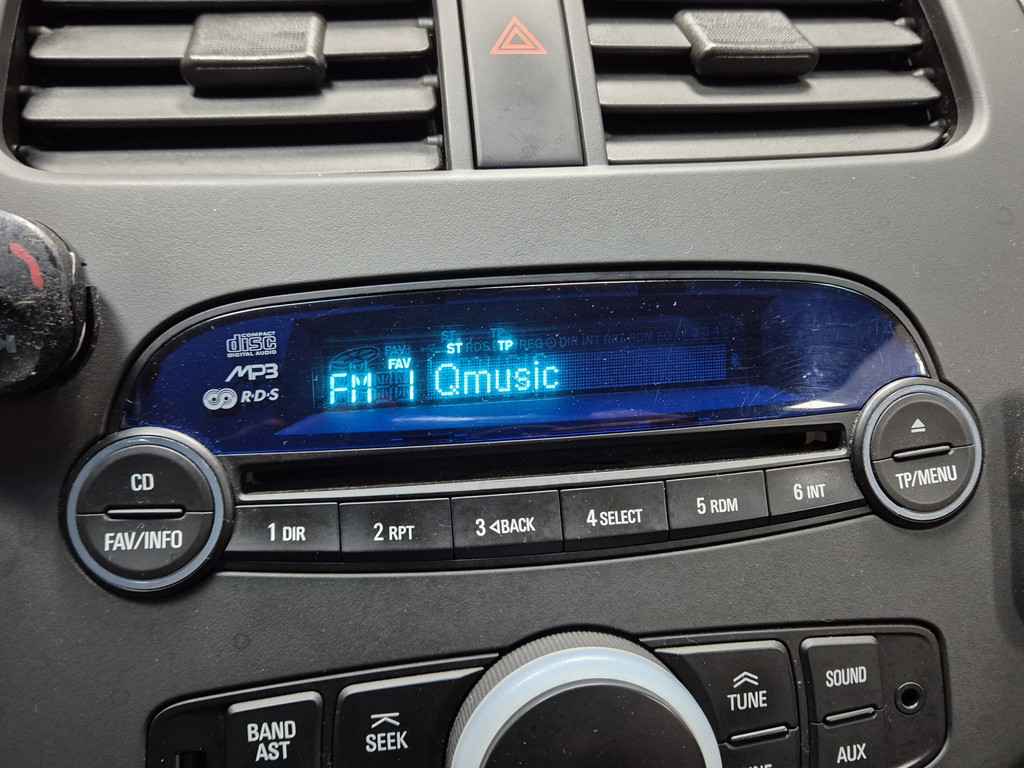 COMPACT
disc
DIGITAL AUDIO
MP3
R·D·S
ST TP
FAV
FM 1 Qmusic
CD
FAV/INFO
1 DIR
2 RPT
3 ◁BACK
4 SELECT
5 RDM
6 INT
TP/MENU
BAND
AST
SEEK
TUNE
SOUND
AUX